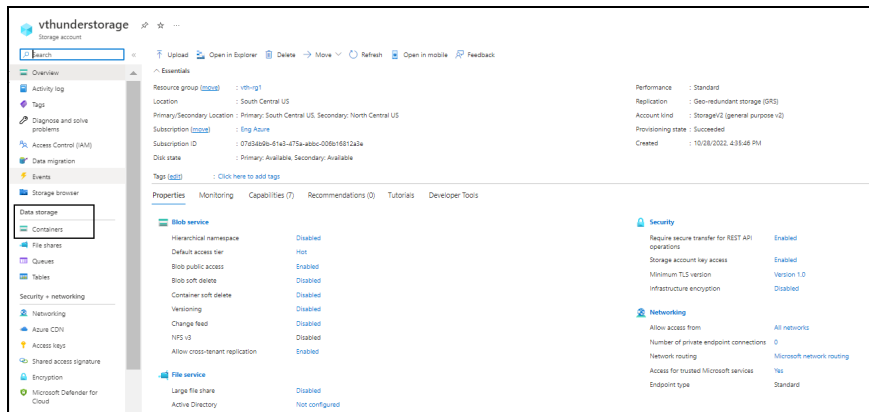 vthunderstorage
Storage account
Search
Upload Open in Explorer Delete Move Refresh Open in mobile Feedback
Overview
Activity log
Tags
Diagnose and solve problems
Access Control (IAM)
Data migration
Events
Storage browser
Data storage
Containers
File shares
Queues
Tables
Security + networking
Networking
Azure CDN
Access keys
Shared access signature
Encryption
Microsoft Defender for Cloud
Essentials
Resource group (move) : vth-rg1
Location : South Central US
Primary/Secondary Location : Primary: South Central US, Secondary: North Central US
Subscription (move) : Eng Azure
Subscription ID : 07d34b9b-61e3-475a-abbc-006b16812a3e
Disk state : Primary: Available, Secondary: Available
Tags (edit) : Click here to add tags
Performance : Standard
Replication : Geo-redundant storage (GRS)
Account kind : StorageV2 (general purpose v2)
Provisioning state : Succeeded
Created : 10/28/2022, 4:35:46 PM
Properties Monitoring Capabilities (7) Recommendations (0) Tutorials Developer Tools
Blob service
Hierarchical namespace Disabled
Default access tier Hot
Blob public access Enabled
Blob soft delete Disabled
Container soft delete Disabled
Versioning Disabled
Change feed Disabled
NFS v3 Disabled
Allow cross-tenant replication Enabled
File service
Large file share Disabled
Active Directory Not configured
Security
Require secure transfer for REST API operations Enabled
Storage account key access Enabled
Minimum TLS version Version 1.0
Infrastructure encryption Disabled
Networking
Allow access from All networks
Number of private endpoint connections 0
Network routing Microsoft network routing
Access for trusted Microsoft services Yes
Endpoint type Standard